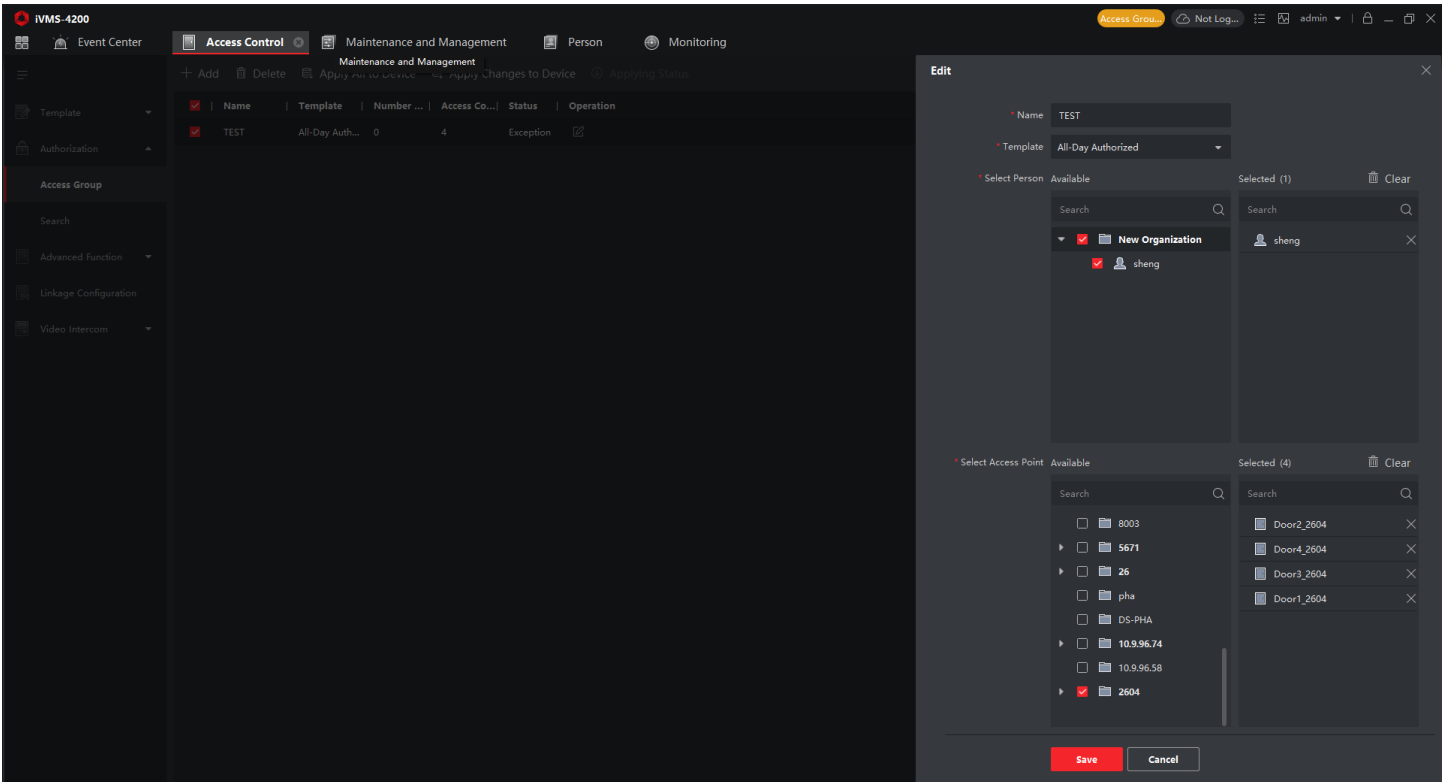 iVMS-4200
Access Grou...
Not Log...
admin
Event Center
Access Control
Maintenance and Management
Person
Monitoring
Maintenance and Management
Add
Delete
Apply All to Device
Apply Changes to Device
Applying Status
Template
Authorization
Access Group
Search
Advanced Function
Linkage Configuration
Video Intercom
Name | Template | Number ... | Access Co... | Status | Operation
TEST All-Day Auth... 0 4 Exception
Edit
* Name TEST
* Template All-Day Authorized
* Select Person Available
Selected (1) Clear
Search
Search
New Organization
sheng
sheng
* Select Access Point Available
Selected (4) Clear
Search
Search
8003
5671
26
pha
DS-PHA
10.9.96.74
10.9.96.58
2604
Door2_2604
Door4_2604
Door3_2604
Door1_2604
Save
Cancel